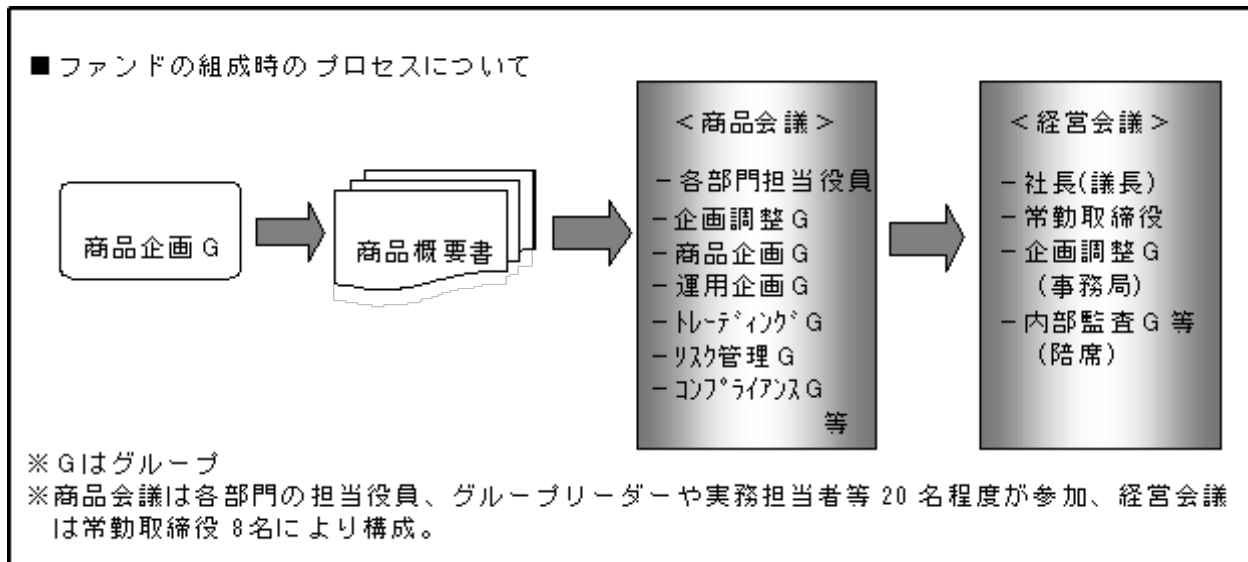 ■ファンドの組成時のプロセスについて
商品企画G
商品概要書
＜商品会議＞
－各部門担当役員
－企画調整G
－商品企画G
－運用企画G
－ﾄﾚｰﾃﾞｨﾝｸﾞG
－ﾘｽｸ管理G
－ｺﾝﾌﾟﾗｲｱﾝｽG
等
＜経営会議＞
－社長(議長)
－常勤取締役
－企画調整G
(事務局)
－内部監査G等
(陪席)
※Gはグループ
※商品会議は各部門の担当役員、グループリーダーや実務担当者等20名程度が参加、経営会議
は常勤取締役8名により構成。